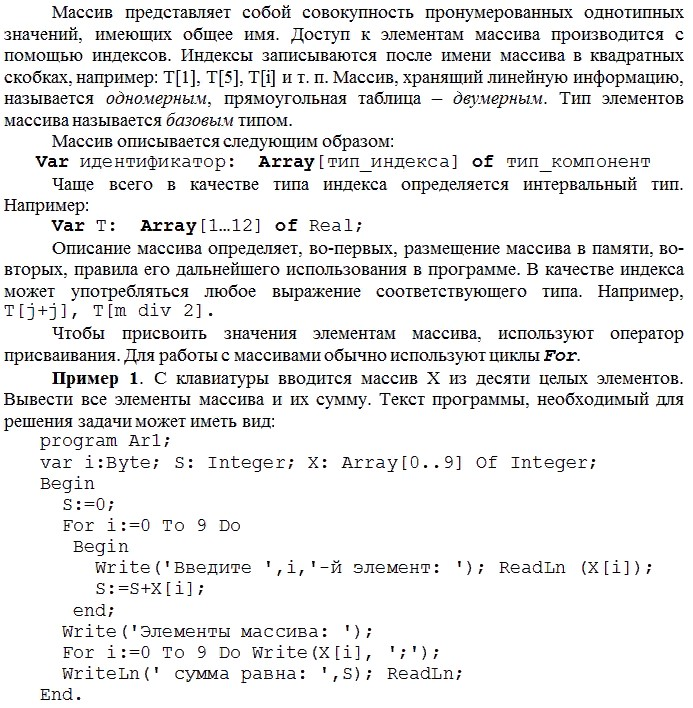 Массив представляет собой совокупность пронумерованных однотипных
значений, имеющих общее имя. Доступ к элементам массива производится с
помощью индексов. Индексы записываются после имени массива в квадратных
скобках, например: T[1], T[5], T[i] и т. п. Массив, хранящий линейную информацию,
называется одномерным, прямоугольная таблица – двумерным. Тип элементов
массива называется базовым типом.
Массив описывается следующим образом:
Var идентификатор: Array[тип_индекса] of тип_компонент
Чаще всего в качестве типа индекса определяется интервальный тип.
Например:
Var T: Array[1…12] of Real;
Описание массива определяет, во-первых, размещение массива в памяти, во-
вторых, правила его дальнейшего использования в программе. В качестве индекса
может употребляться любое выражение соответствующего типа. Например,
T[j+j], T[m div 2].
Чтобы присвоить значения элементам массива, используют оператор
присваивания. Для работы с массивами обычно используют циклы For.
Пример 1. С клавиатуры вводится массив X из десяти целых элементов.
Вывести все элементы массива и их сумму. Текст программы, необходимый для
решения задачи может иметь вид:
program Ar1;
var i:Byte; S: Integer; X: Array[0..9] Of Integer;
Begin
S:=0;
For i:=0 To 9 Do
Begin
Write('Введите ',i,'-й элемент: '); ReadLn (X[i]);
S:=S+X[i];
end;
Write('Элементы массива: ');
For i:=0 To 9 Do Write(X[i], ';');
WriteLn(' сумма равна: ',S); ReadLn;
End.